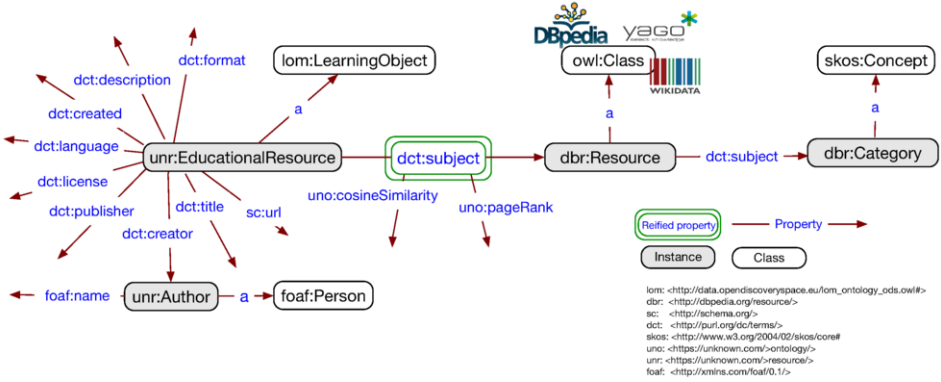 DBpedia
yago
select knowledge
dct:format
lom:LearningObject
owl:Class
WIKIDATA
skos:Concept
dct:description
a
a
a
dct:created
dct:language
unr:EducationalResource
dct:subject
dbr:Resource
dct:subject
dbr:Category
dct:license
uno:cosineSimilarity
dct:publisher
dct:title
sc:url
uno:pageRank
dct:creator
Reified property
Property
Instance
Class
foaf:name
unr:Author
a
foaf:Person
lom: <http://data.opendiscoveryspace.eu/lom_ontology_ods.owl#>
dbr: <http://dbpedia.org/resource/>
sc: <http://schema.org/>
dct: <http://purl.org/dc/terms/>
skos: <http://www.w3.org/2004/02/skos/core#
uno: <https://unknown.com/>ontology/>
unr: <https://unknown.com/>resource/>
foaf: <http://xmlns.com/foaf/0.1/>